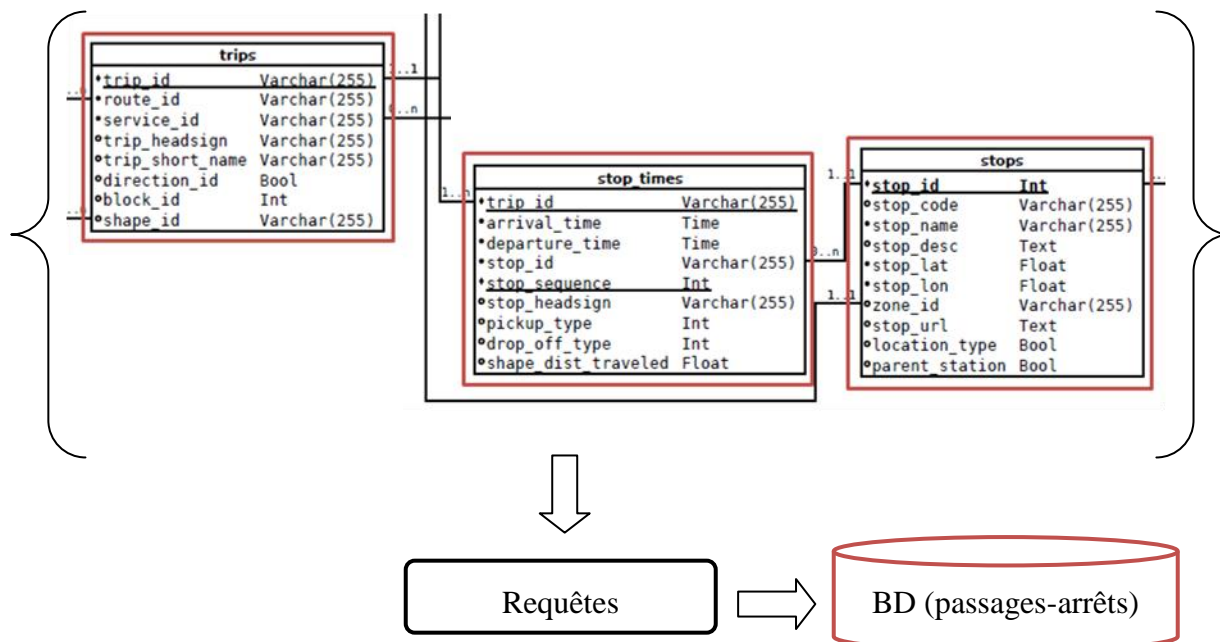 trips
trip_id Varchar(255)
route_id Varchar(255)
service_id Varchar(255)
trip_headsign Varchar(255)
trip_short_name Varchar(255)
direction_id Bool
block_id Int
shape_id Varchar(255)
0..n
1..n
stop_times
trip_id Varchar(255)
arrival_time Time
departure_time Time
stop_id Varchar(255)
stop_sequence Int
stop_headsign Varchar(255)
pickup_type Int
drop_off_type Int
shape_dist_traveled Float
0..n
1..1
1..1
stops
stop_id Int
stop_code Varchar(255)
stop_name Varchar(255)
stop_desc Text
stop_lat Float
stop_lon Float
zone_id Varchar(255)
stop_url Text
location_type Bool
parent_station Bool
Requêtes
BD (passages-arrêts)